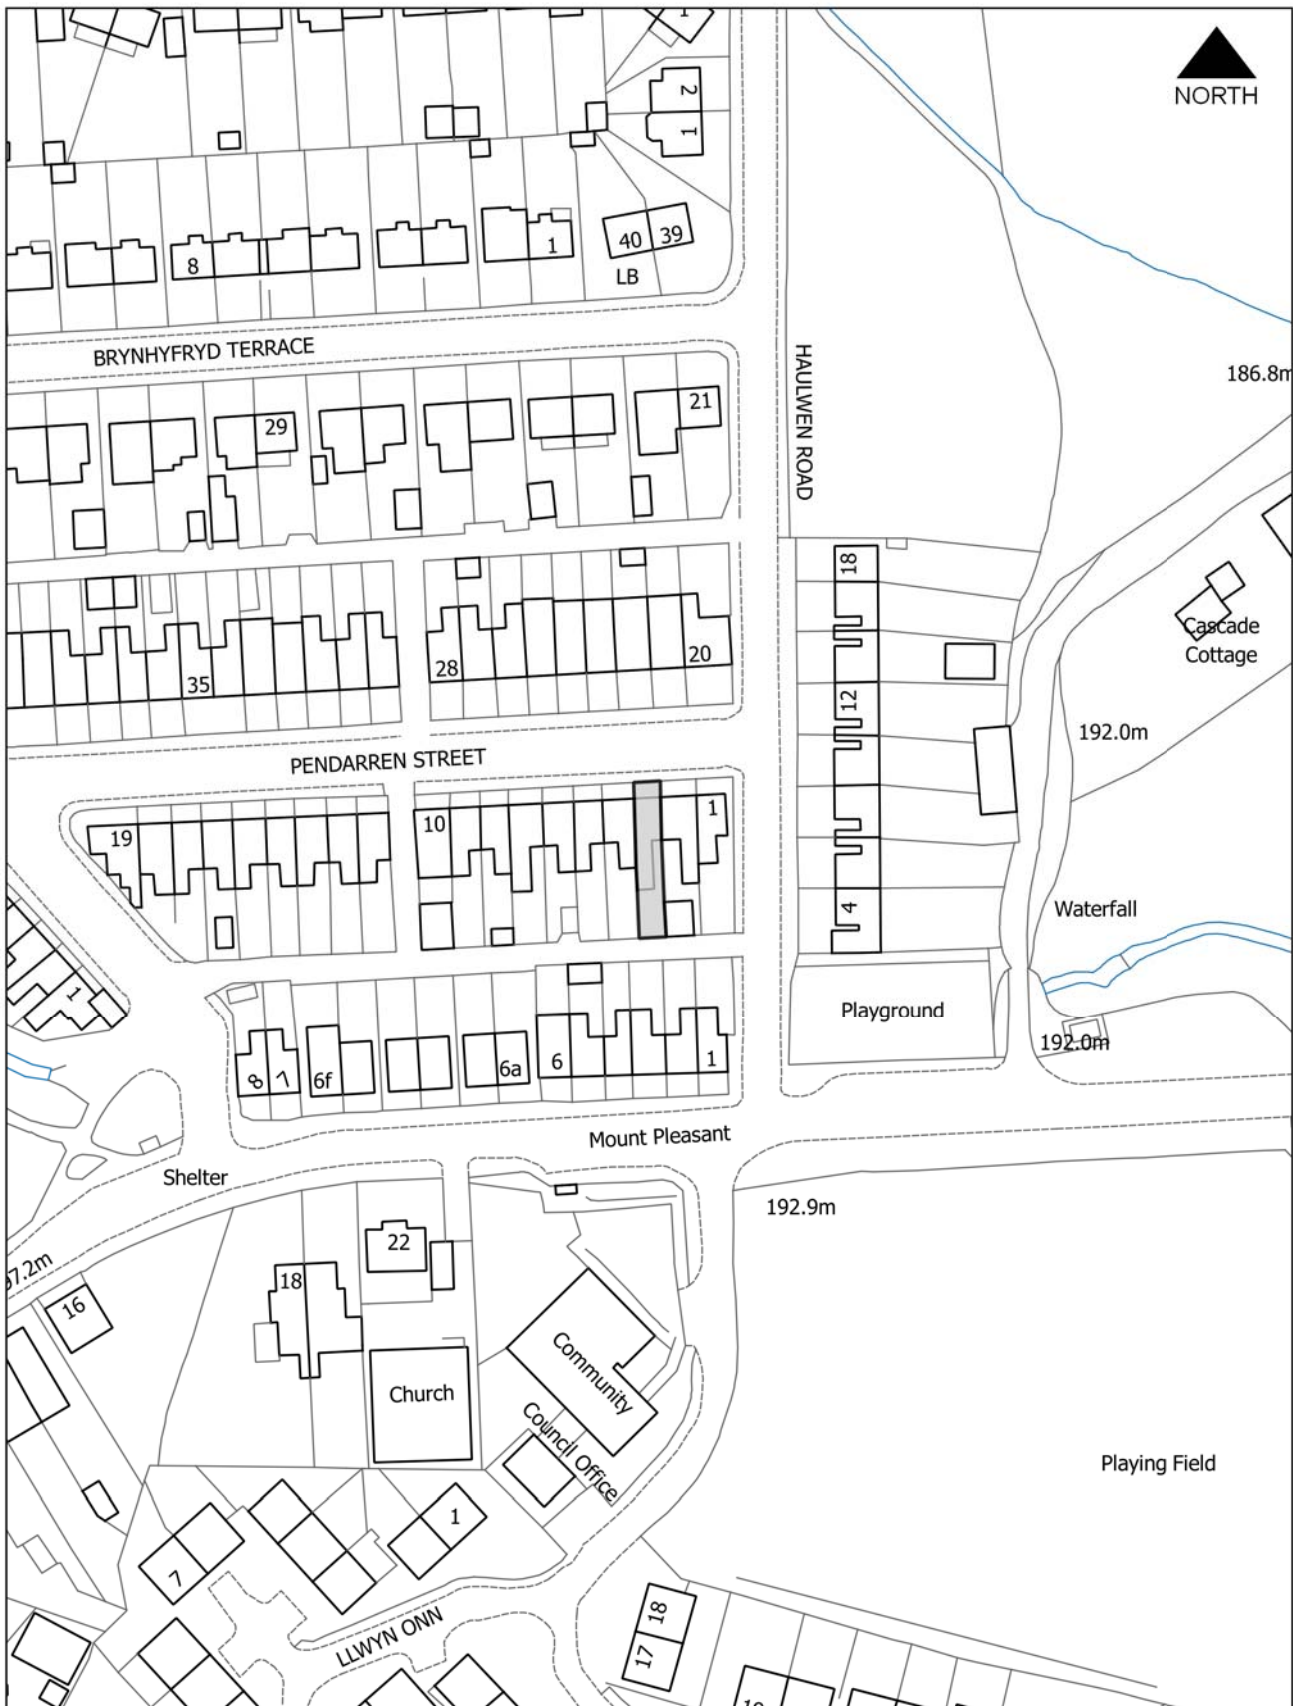 1
NORTH
2
1
40 39
8
1
LB
BRYNHYFRYD TERRACE
HAULWEN ROAD
186.8m
21
29
18
Cascade
Cottage
28
20
35
12
192.0m
PENDARREN STREET
1
10
19
4
Waterfall
1
Playground
192.0m
8
7
6f
6a
6
1
Mount Pleasant
Shelter
192.9m
22
18
16
Community
Church
Council Office
Playing Field
1
7
18
17
LLWYN ONN